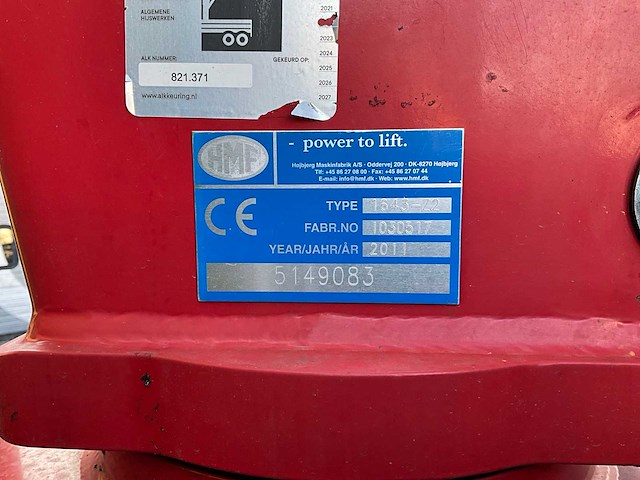 ALGEMENE
HIJSWERKEN
ALK NUMMER:
GEKEURD OP:
821.371
www.alkkeuring.nl
2021
2023
2024
2025
2026
2027
HMF
- power to lift.
Højbjerg Maskinfabrik A/S · Oddervej 200 · DK-8270 Højbjerg
Tlf: +45 86 27 08 00 · Fax: +45 86 27 07 44
E-mail: info@hmf.dk · Web: www.hmf.dk
CE
TYPE 1643-Z2
FABR.NO 1030317
YEAR/JAHR/ÅR 2011
5149083